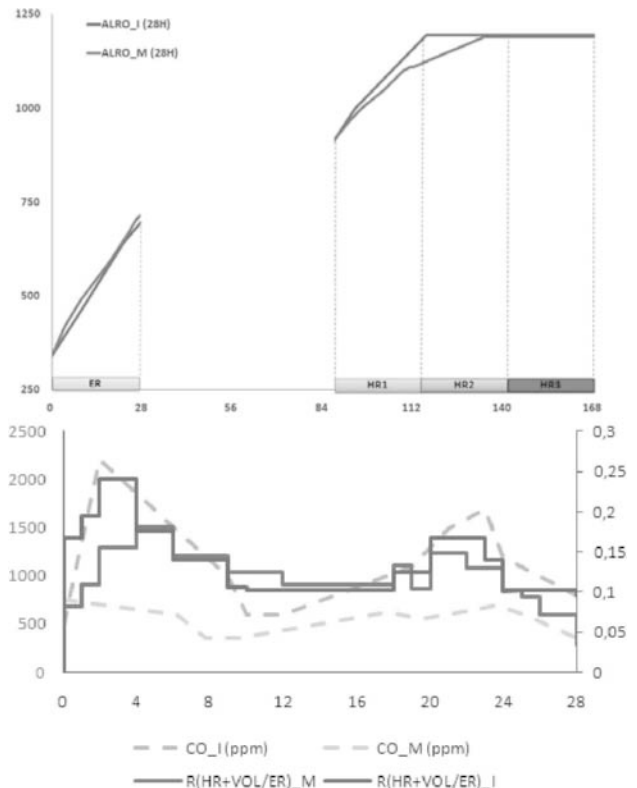 1250
ALRO_I (28H)
ALRO_M (28H)
1000
750
500
250
ER
HR1
HR2
HR3
0 28 56 84 112 140 168
2500 0,3
2000 0,25
0,2
1500
0,15
1000
0,1
500
0,05
0 0
0 4 8 12 16 20 24 28
CO_I (ppm) CO_M (ppm)
R(HR+VOL/ER)_M R(HR+VOL/ER)_I